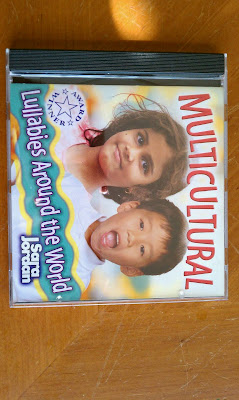 MULTICULTURAL
AWARD
WINNER
Lullabies Around the World
Sara
Jordan